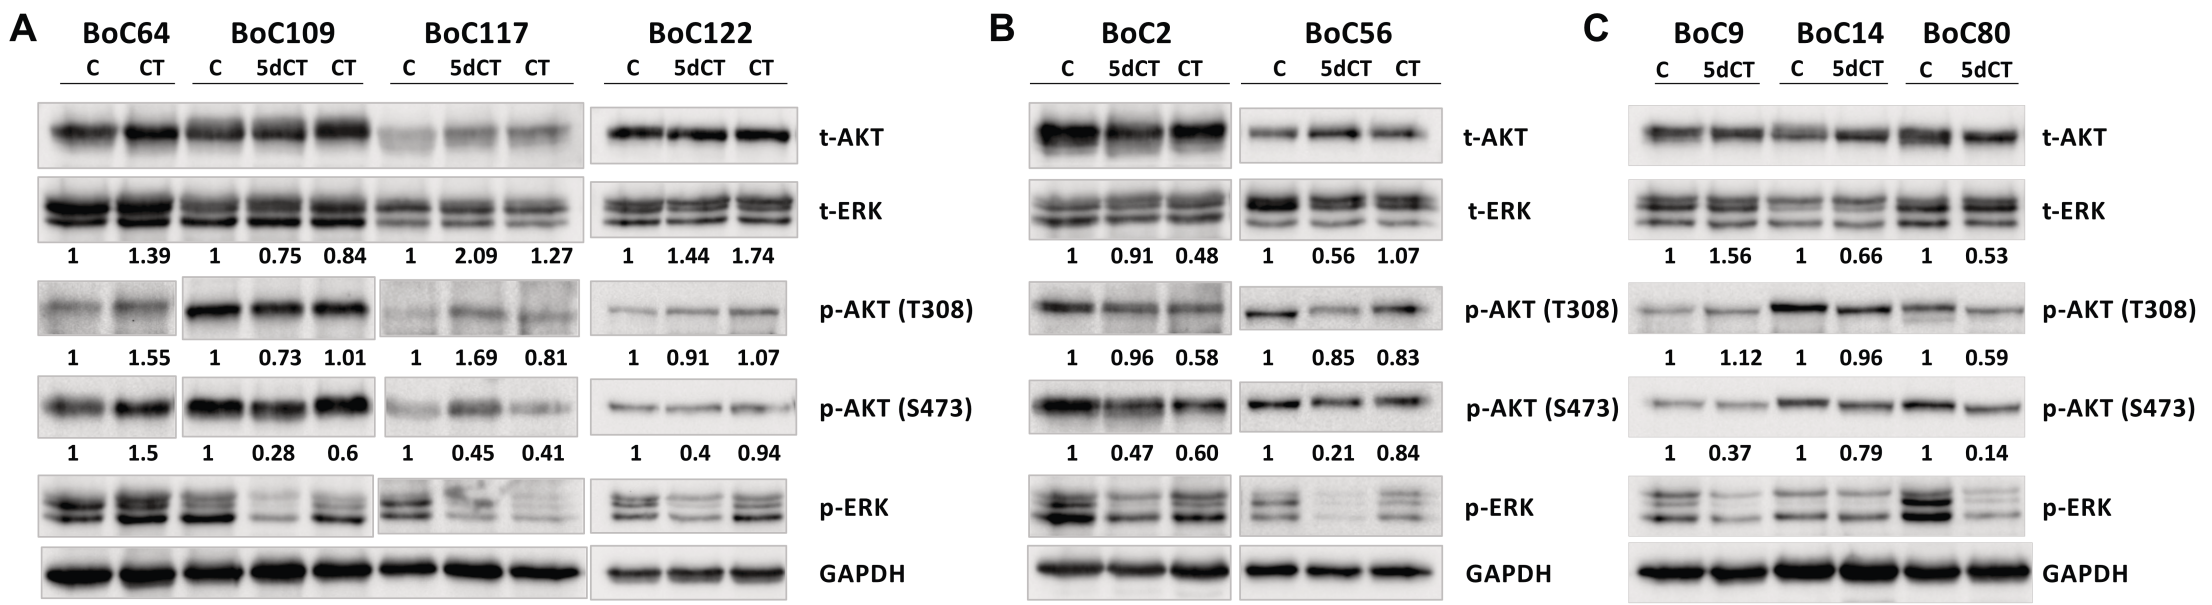 A BoC64 BoC109 BoC117 BoC122 B BoC2 BoC56 C BoC9 BoC14 BoC80
C CT C 5dCT CT C 5dCT CT C 5dCT CT C 5dCT CT C 5dCT CT C 5dCT C 5dCT C 5dCT
t-AKT t-AKT t-AKT
t-ERK t-ERK t-ERK
1 1.39 1 0.75 0.84 1 2.09 1.27 1 1.44 1.74 1 0.91 0.48 1 0.56 1.07 1 1.56 1 0.66 1 0.53
p-AKT (T308) p-AKT (T308) p-AKT (T308)
1 1.55 1 0.73 1.01 1 1.69 0.81 1 0.91 1.07 1 0.96 0.58 1 0.85 0.83 1 1.12 1 0.96 1 0.59
p-AKT (S473) p-AKT (S473) p-AKT (S473)
1 1.5 1 0.28 0.6 1 0.45 0.41 1 0.4 0.94 1 0.47 0.60 1 0.21 0.84 1 0.37 1 0.79 1 0.14
p-ERK p-ERK p-ERK
GAPDH GAPDH GAPDH